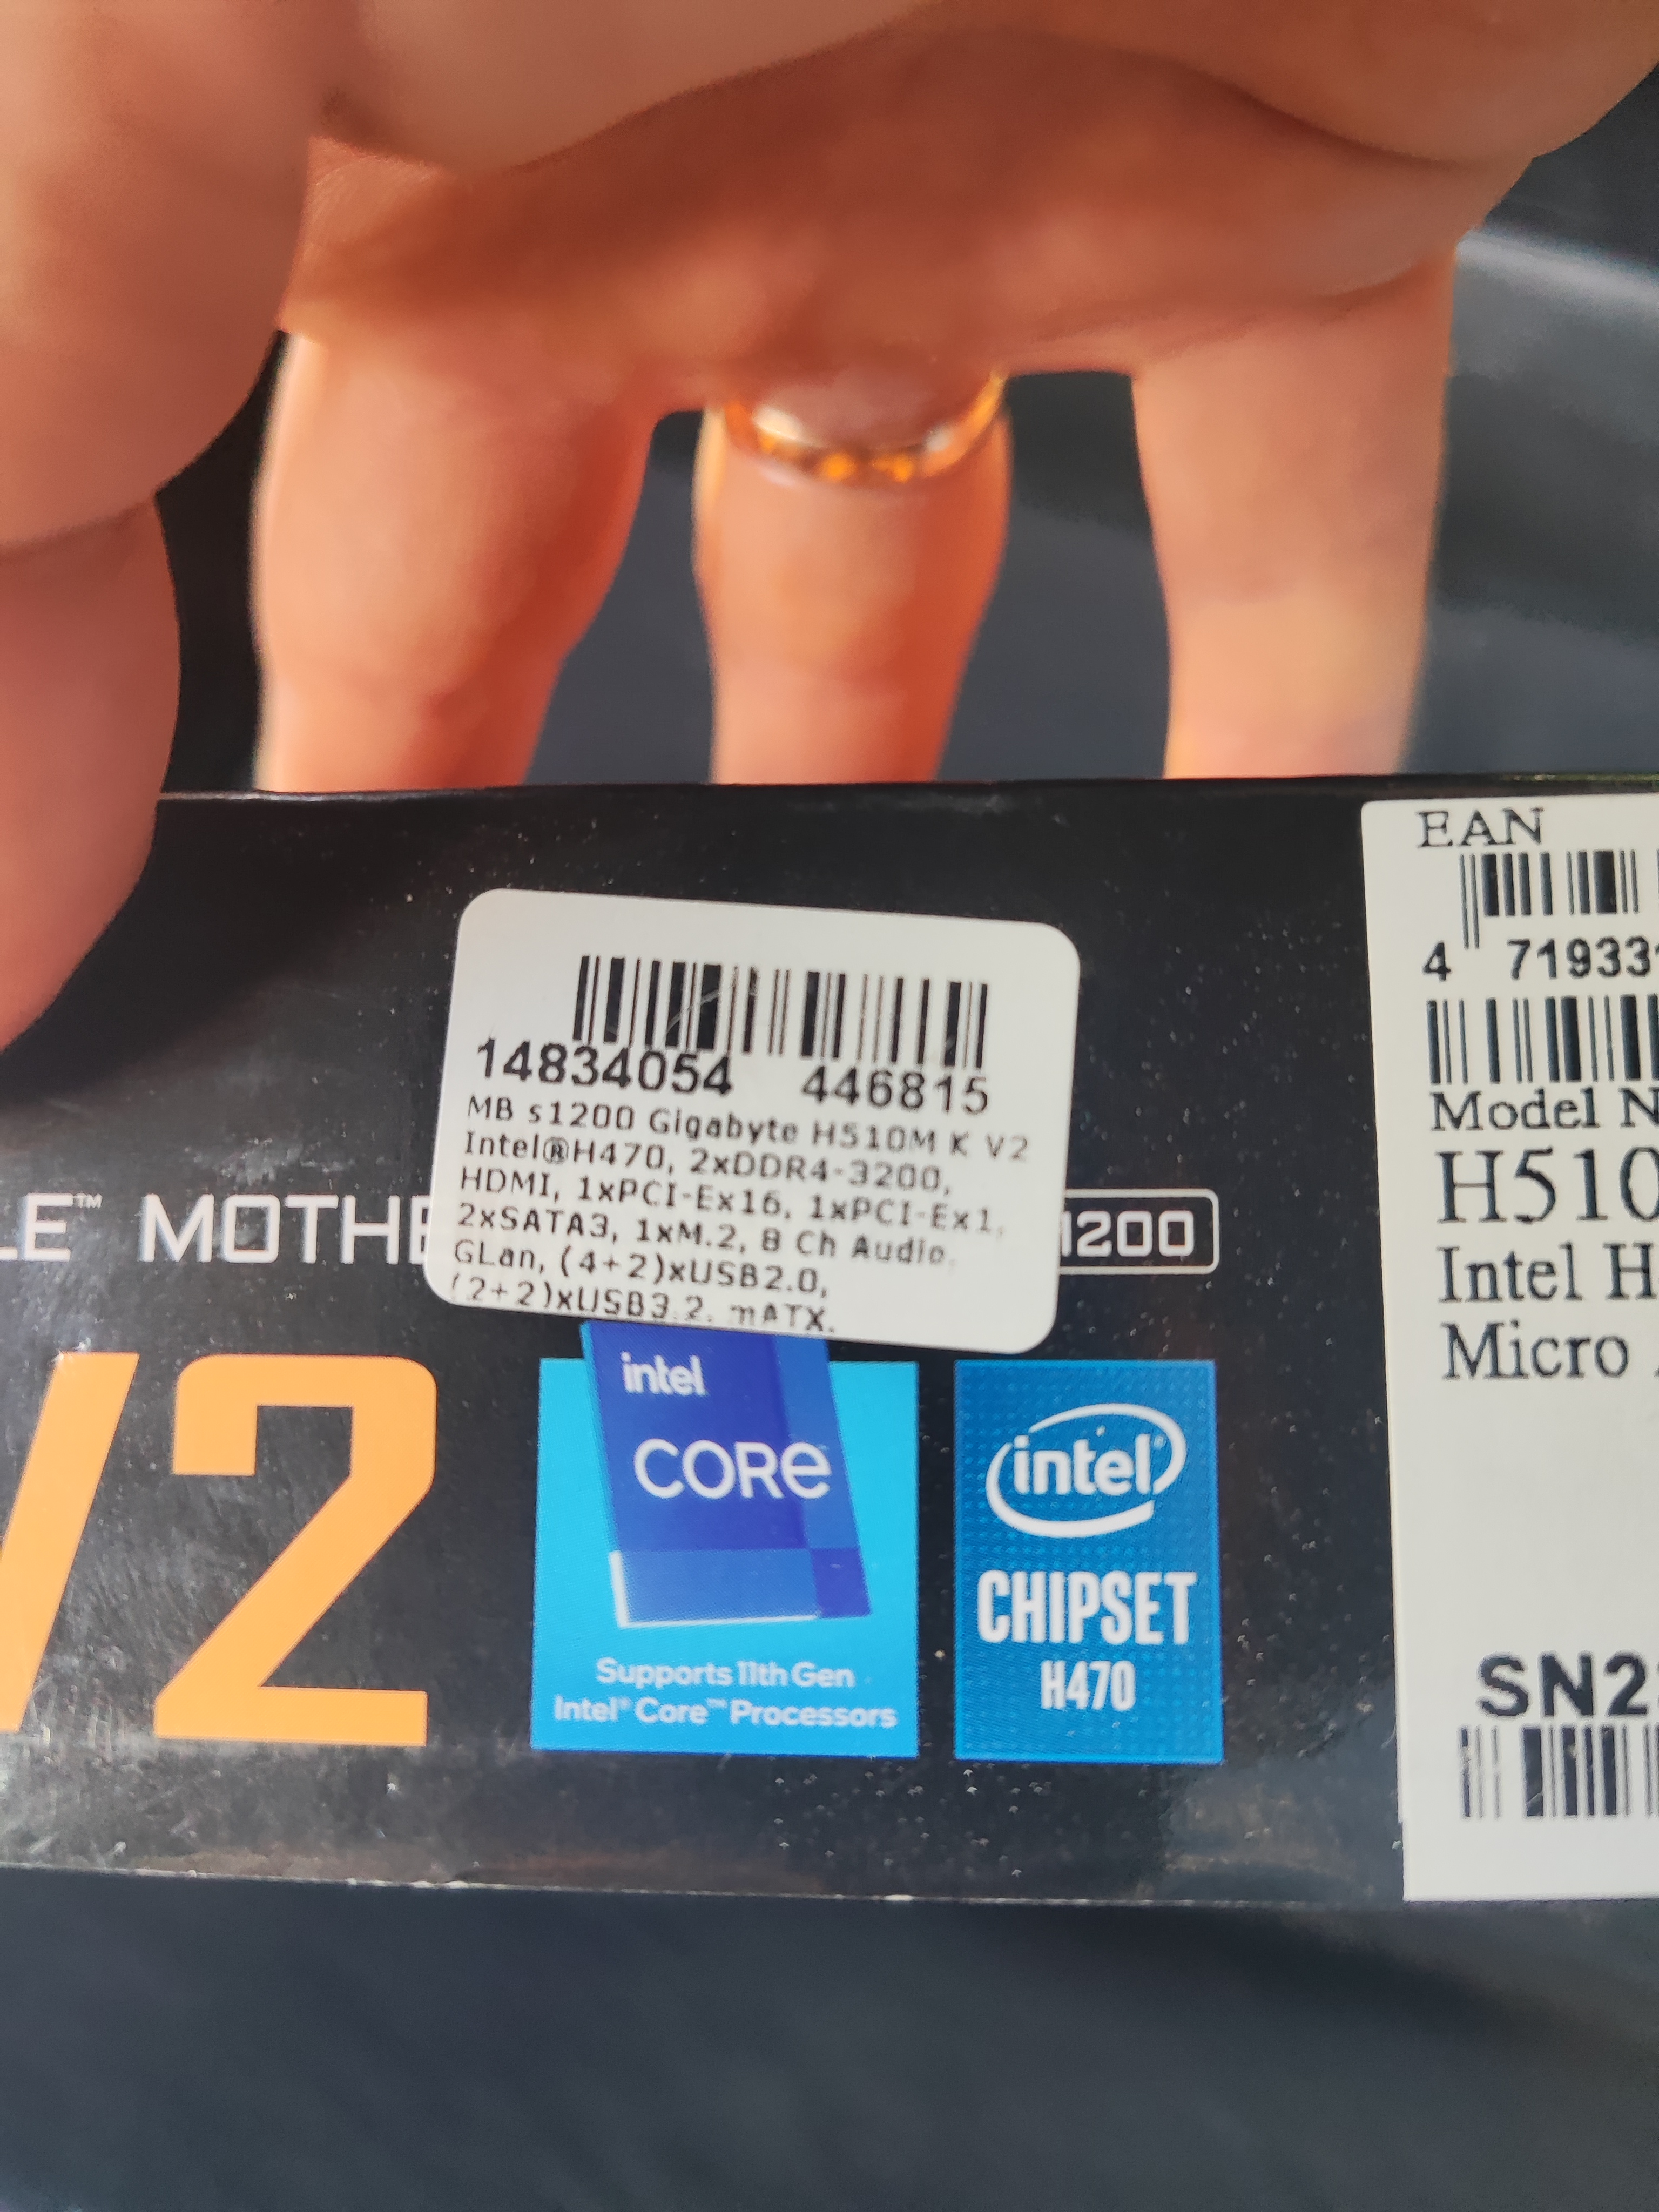 EAN
4 71933
14834054 446815
MB s1200 Gigabyte H510M K V2
Intel®H470, 2xDDR4-3200,
HDMI, 1xPCI-Ex16, 1xPCI-Ex1,
2xSATA3, 1xM.2, 8 Ch Audio,
GLan, (4+2)xUSB2.0,
(2+2)xUSB3.2, mATX.
LE™ MOTHE
1200
V2
intel
CORe
Supports 11th Gen
Intel® Core™ Processors
intel®
CHIPSET
H470
Model N
H510
Intel H
Micro
SN2